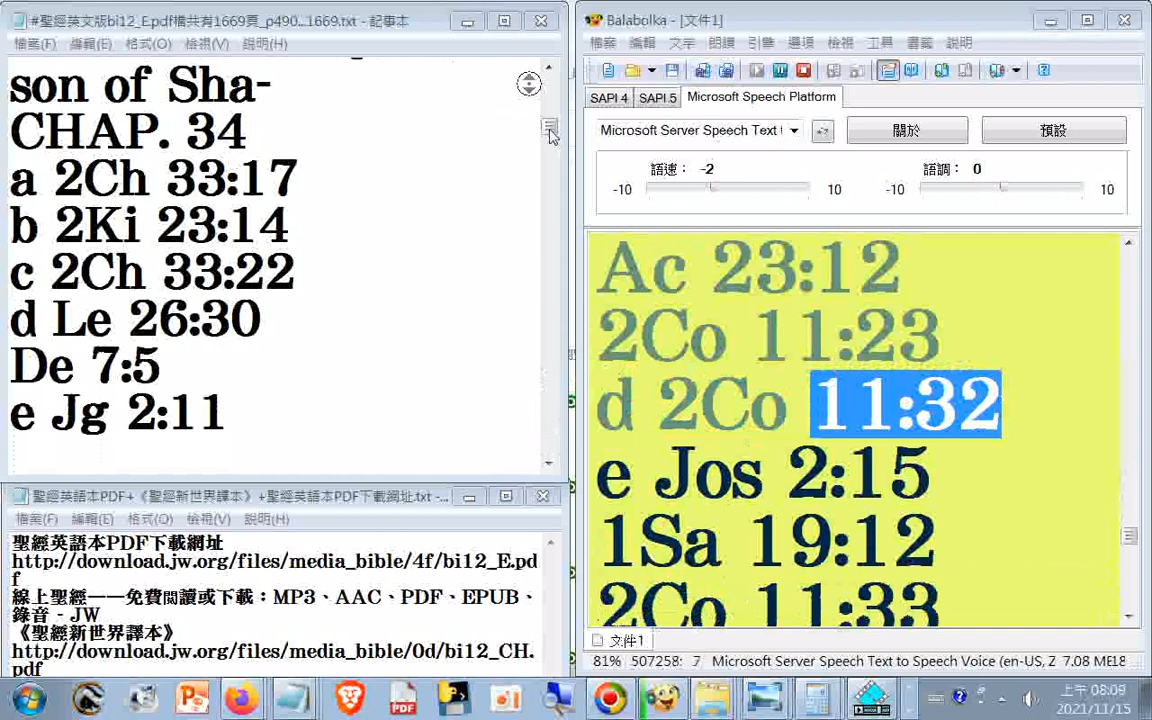 #聖經英文版bi12_E.pdf檔共有1669頁_p490...1669.txt - 記事本
檔案(F) 編輯(E) 格式(O) 檢視(V) 說明(H)
son of Sha-
CHAP. 34
a 2Ch 33:17
b 2Ki 23:14
c 2Ch 33:22
d Le 26:30
De 7:5
e Jg 2:11
聖經英語本PDF+《聖經新世界譯本》+聖經英語本PDF下載網址.txt - ...
檔案(F) 編輯(E) 格式(O) 檢視(V) 說明(H)
聖經英語本PDF下載網址
http://download.jw.org/files/media_bible/4f/bi12_E.pd
f
線上聖經——免費閱讀或下載：MP3、AAC、PDF、EPUB、
錄音 - JW
《聖經新世界譯本》
http://download.jw.org/files/media_bible/0d/bi12_CH.
pdf
Balabolka - [文件1]
檔案 編輯 文字 朗讀 引擎 選項 檢視 工具 書籤 說明
SAPI 4 SAPI 5 Microsoft Speech Platform
Microsoft Server Speech Text 關於 預設
語速： -2 語調： 0
-10 10 -10 10
Ac 23:12
2Co 11:23
d 2Co 11:32
e Jos 2:15
1Sa 19:12
2Co 11:33
文件1
81% 507258: 7 Microsoft Server Speech Text to Speech Voice (en-US, Z 7.08 МБ18
上午 08:09
2021/11/15